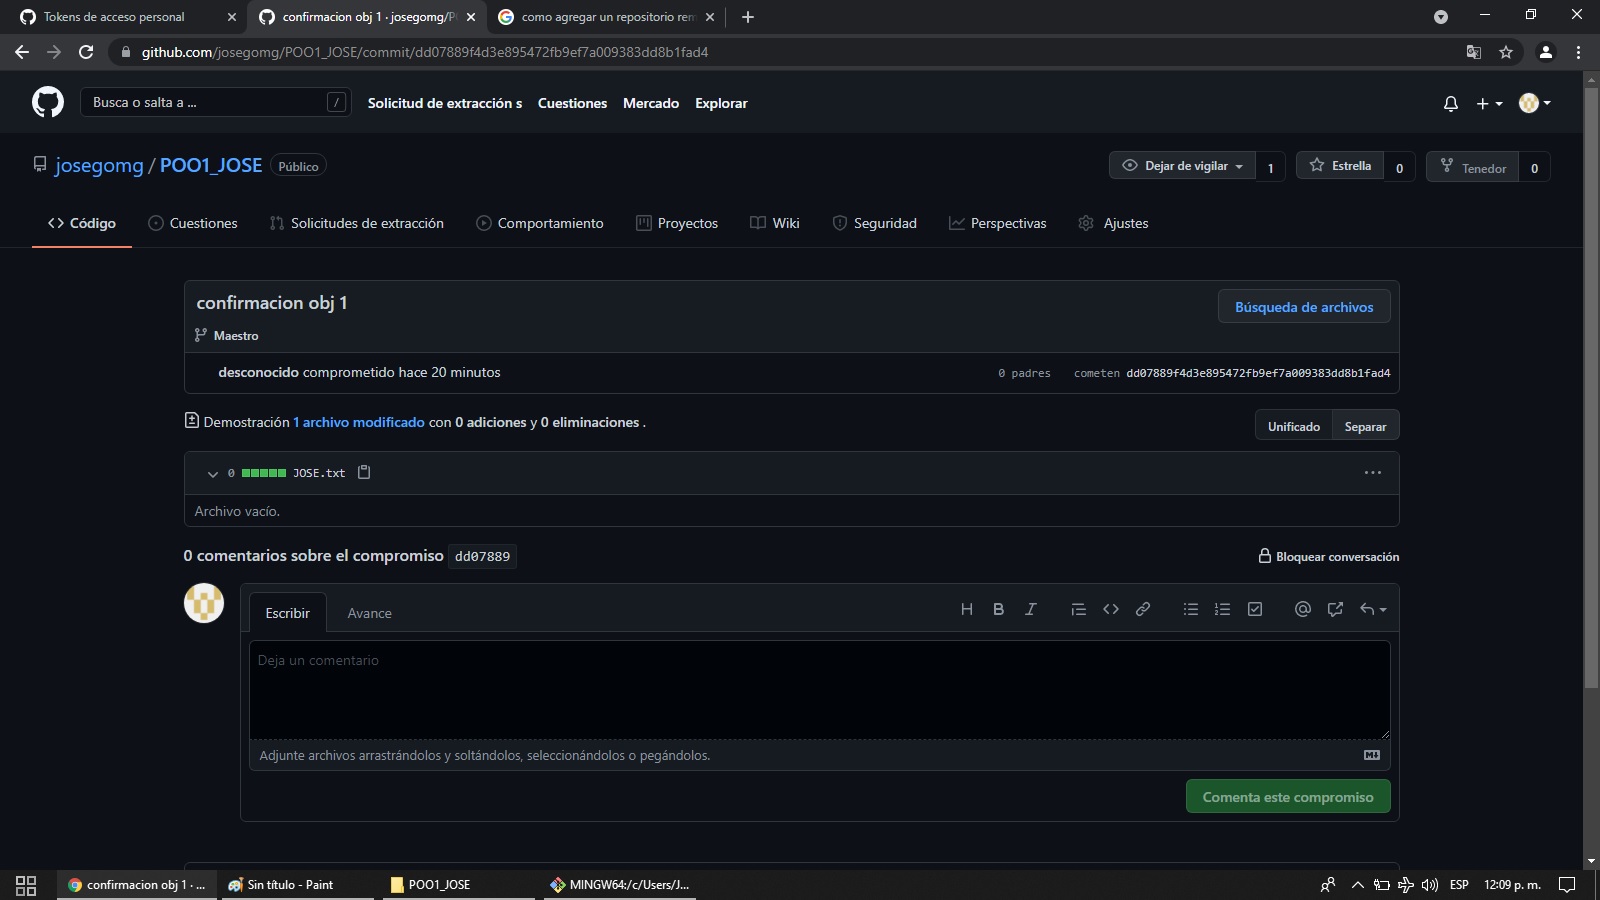 Tokens de acceso personal
confirmacion obj 1 · josegomg/P
como agregar un repositorio rem
github.com/josegomg/POO1_JOSE/commit/dd07889f4d3e895472fb9ef7a009383dd8b1fad4
Busca o salta a ... /
Solicitud de extracción s Cuestiones Mercado Explorar
josegomg / POO1_JOSE Público
Dejar de vigilar 1 Estrella 0 Tenedor 0
Código Cuestiones Solicitudes de extracción Comportamiento Proyectos Wiki Seguridad Perspectivas Ajustes
confirmacion obj 1
Búsqueda de archivos
Maestro
desconocido comprometido hace 20 minutos
0 padres cometen dd07889f4d3e895472fb9ef7a009383dd8b1fad4
Demostración 1 archivo modificado con 0 adiciones y 0 eliminaciones .
Unificado Separar
0 JOSE.txt
Archivo vacío.
0 comentarios sobre el compromiso dd07889
Bloquear conversación
Escribir Avance
Deja un comentario
Adjunte archivos arrastrándolos y soltándolos, seleccionándolos o pegándolos.
Comenta este compromiso
confirmacion obj 1 · ...
Sin título - Paint
POO1_JOSE
MINGW64:/c/Users/J...
ESP
12:09 p. m.